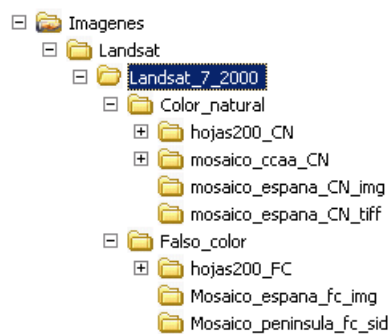 Imagenes
Landsat
Landsat_7_2000
Color_natural
hojas200_CN
mosaico_ccaa_CN
mosaico_espana_CN_img
mosaico_espana_CN_tiff
Falso_color
hojas200_FC
Mosaico_espana_fc_img
Mosaico_peninsula_fc_sid